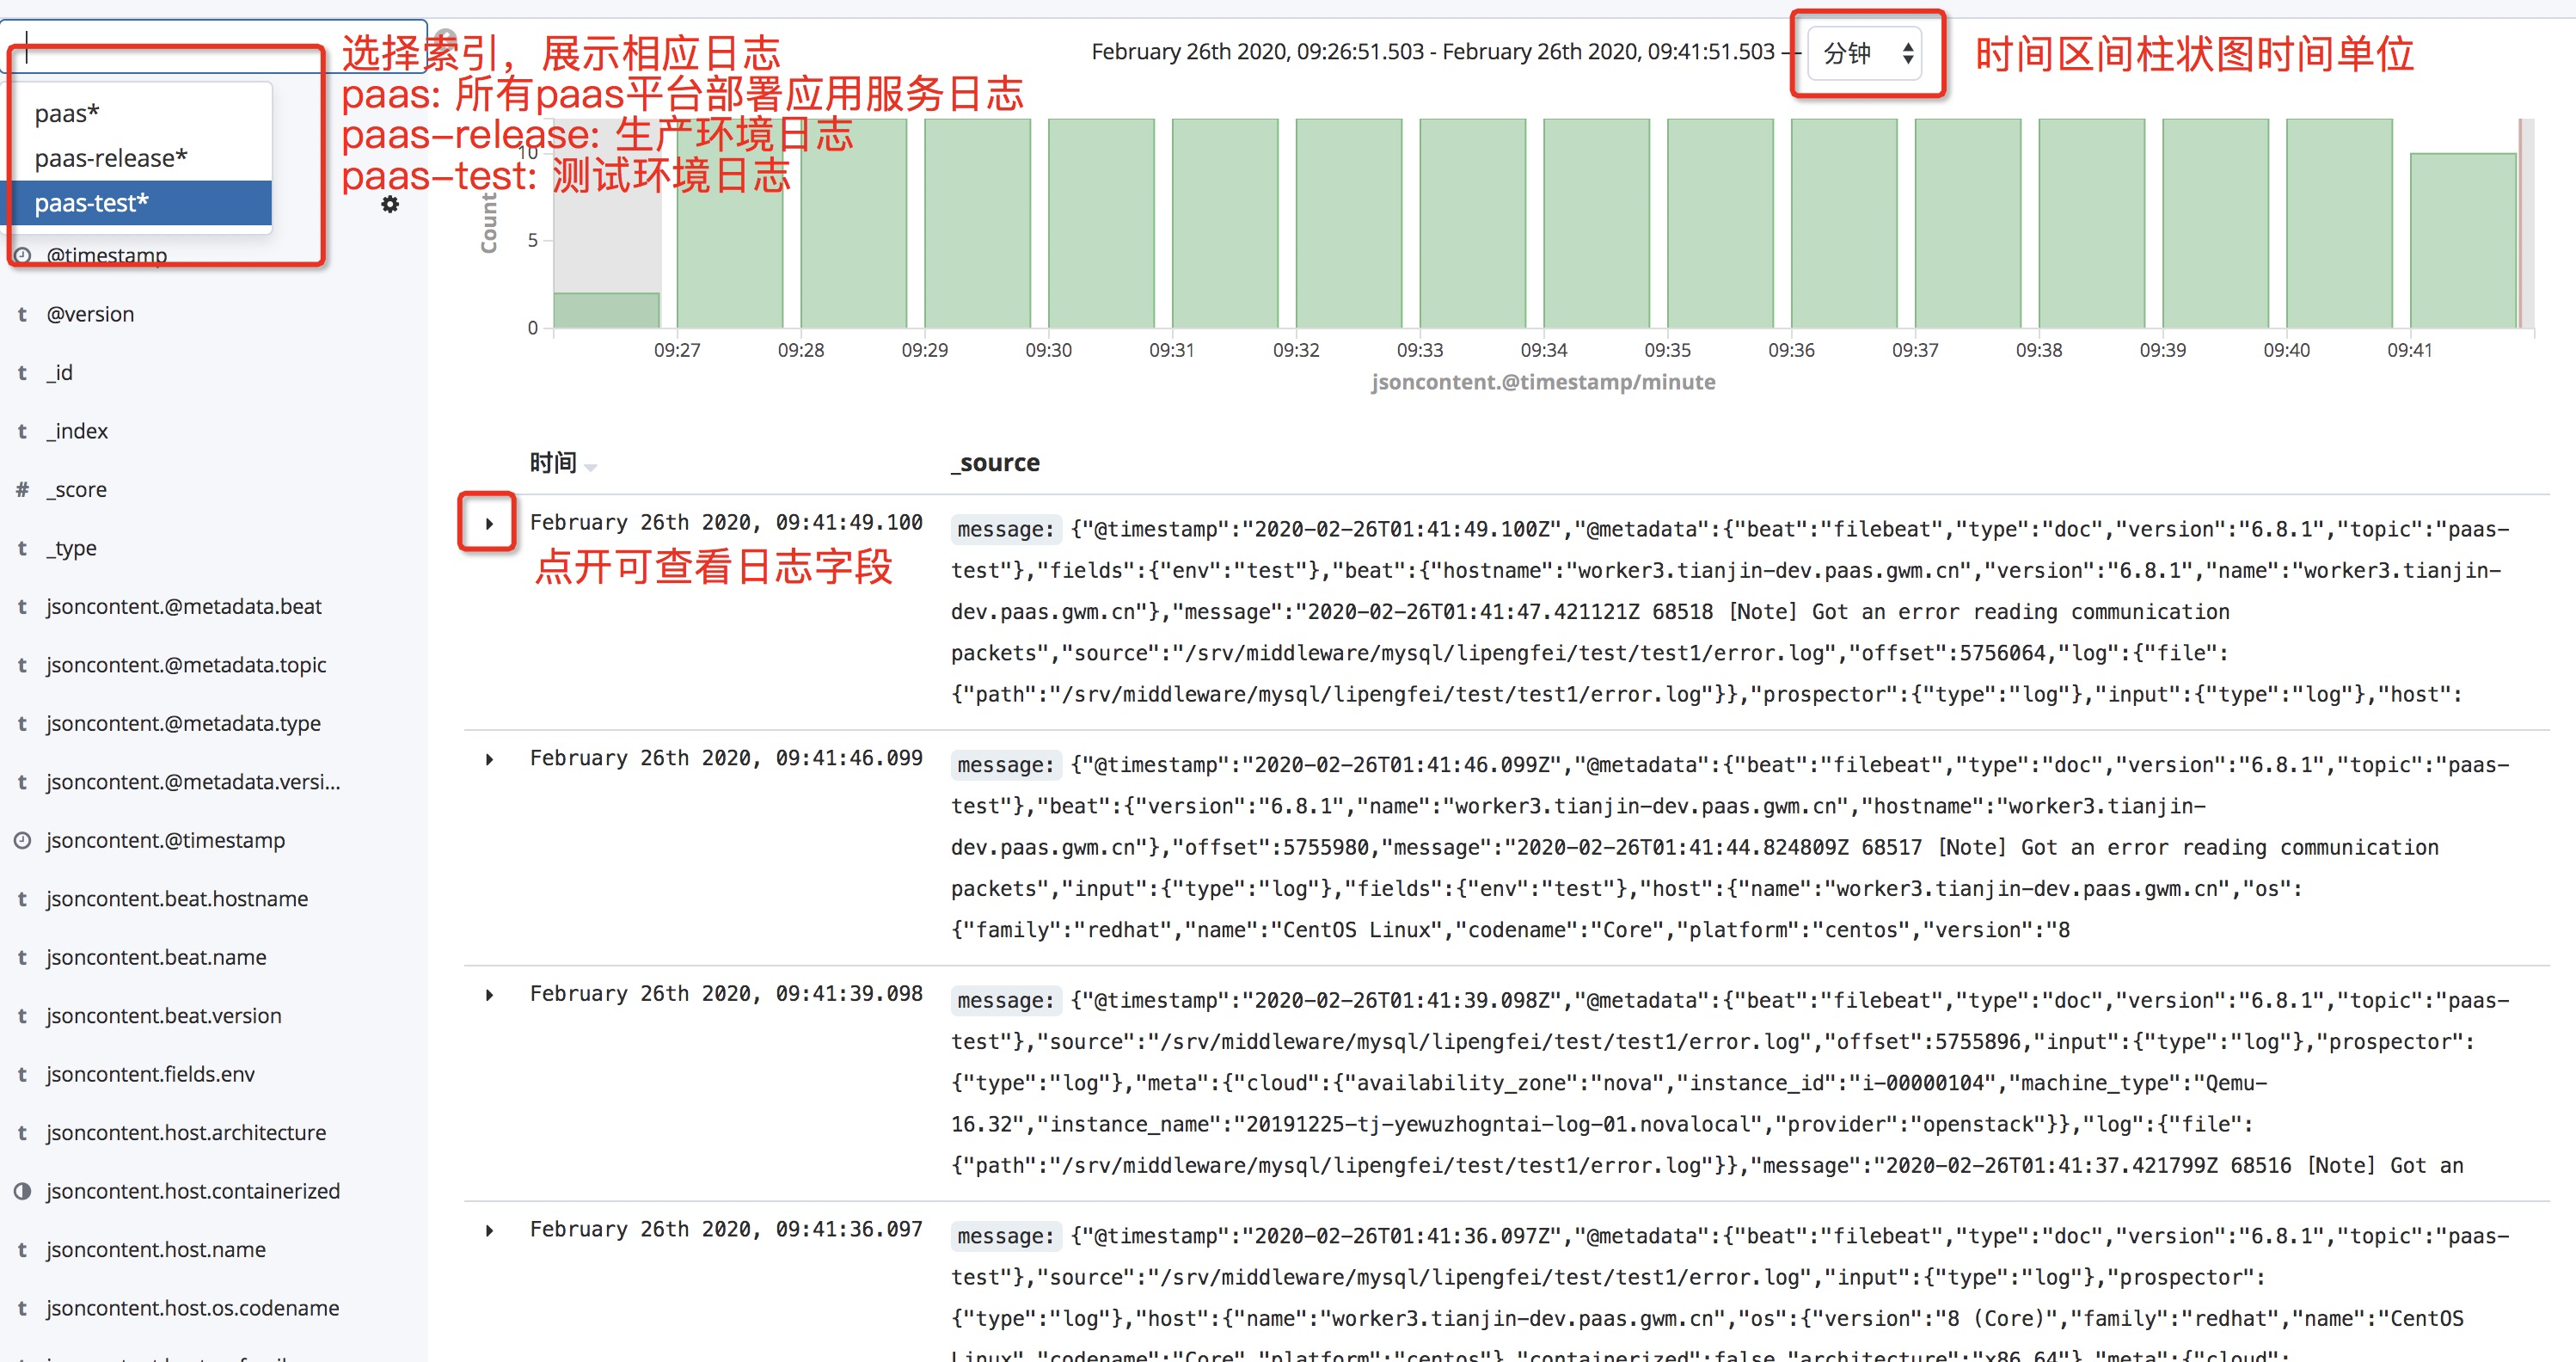 选择索引，展示相应日志
paas: 所有paas平台部署应用服务日志
paas-release: 生产环境日志
paas-test: 测试环境日志
February 26th 2020, 09:26:51.503 - February 26th 2020, 09:41:51.503 —
分钟
时间区间柱状图时间单位
paas*
paas-release*
paas-test*
@timestamp
@version
_id
_index
_score
_type
jsoncontent.@metadata.beat
jsoncontent.@metadata.topic
jsoncontent.@metadata.type
jsoncontent.@metadata.versi...
jsoncontent.@timestamp
jsoncontent.beat.hostname
jsoncontent.beat.name
jsoncontent.beat.version
jsoncontent.fields.env
jsoncontent.host.architecture
jsoncontent.host.containerized
jsoncontent.host.name
jsoncontent.host.os.codename
Count
10
5
0
09:27 09:28 09:29 09:30 09:31 09:32 09:33 09:34 09:35 09:36 09:37 09:38 09:39 09:40 09:41
jsoncontent.@timestamp/minute
时间 _source
February 26th 2020, 09:41:49.100
点开可查看日志字段
message: {"@timestamp":"2020-02-26T01:41:49.100Z","@metadata":{"beat":"filebeat","type":"doc","version":"6.8.1","topic":"paas-
test"},"fields":{"env":"test"},"beat":{"hostname":"worker3.tianjin-dev.paas.gwm.cn","version":"6.8.1","name":"worker3.tianjin-
dev.paas.gwm.cn"},"message":"2020-02-26T01:41:47.421121Z 68518 [Note] Got an error reading communication
packets","source":"/srv/middleware/mysql/lipengfei/test/test1/error.log","offset":5756064,"log":{"file":
{"path":"/srv/middleware/mysql/lipengfei/test/test1/error.log"}},"prospector":{"type":"log"},"input":{"type":"log"},"host":
February 26th 2020, 09:41:46.099
message: {"@timestamp":"2020-02-26T01:41:46.099Z","@metadata":{"beat":"filebeat","type":"doc","version":"6.8.1","topic":"paas-
test"},"beat":{"version":"6.8.1","name":"worker3.tianjin-dev.paas.gwm.cn","hostname":"worker3.tianjin-
dev.paas.gwm.cn"},"offset":5755980,"message":"2020-02-26T01:41:44.824809Z 68517 [Note] Got an error reading communication
packets","input":{"type":"log"},"fields":{"env":"test"},"host":{"name":"worker3.tianjin-dev.paas.gwm.cn","os":
{"family":"redhat","name":"CentOS Linux","codename":"Core","platform":"centos","version":"8
February 26th 2020, 09:41:39.098
message: {"@timestamp":"2020-02-26T01:41:39.098Z","@metadata":{"beat":"filebeat","type":"doc","version":"6.8.1","topic":"paas-
test"},"source":"/srv/middleware/mysql/lipengfei/test/test1/error.log","offset":5755896,"input":{"type":"log"},"prospector":
{"type":"log"},"meta":{"cloud":{"availability_zone":"nova","instance_id":"i-00000104","machine_type":"Qemu-
16.32","instance_name":"20191225-tj-yewuzhogntai-log-01.novalocal","provider":"openstack"}},"log":{"file":
{"path":"/srv/middleware/mysql/lipengfei/test/test1/error.log"}},"message":"2020-02-26T01:41:37.421799Z 68516 [Note] Got an
February 26th 2020, 09:41:36.097
message: {"@timestamp":"2020-02-26T01:41:36.097Z","@metadata":{"beat":"filebeat","type":"doc","version":"6.8.1","topic":"paas-
test"},"source":"/srv/middleware/mysql/lipengfei/test/test1/error.log","input":{"type":"log"},"prospector":
{"type":"log"},"host":{"name":"worker3.tianjin-dev.paas.gwm.cn","os":{"version":"8 (Core)","family":"redhat","name":"CentOS
Linux","codename":"Core","platform":"centos"},"containerized":false,"architecture":"x86_64"},"meta":{"cloud":